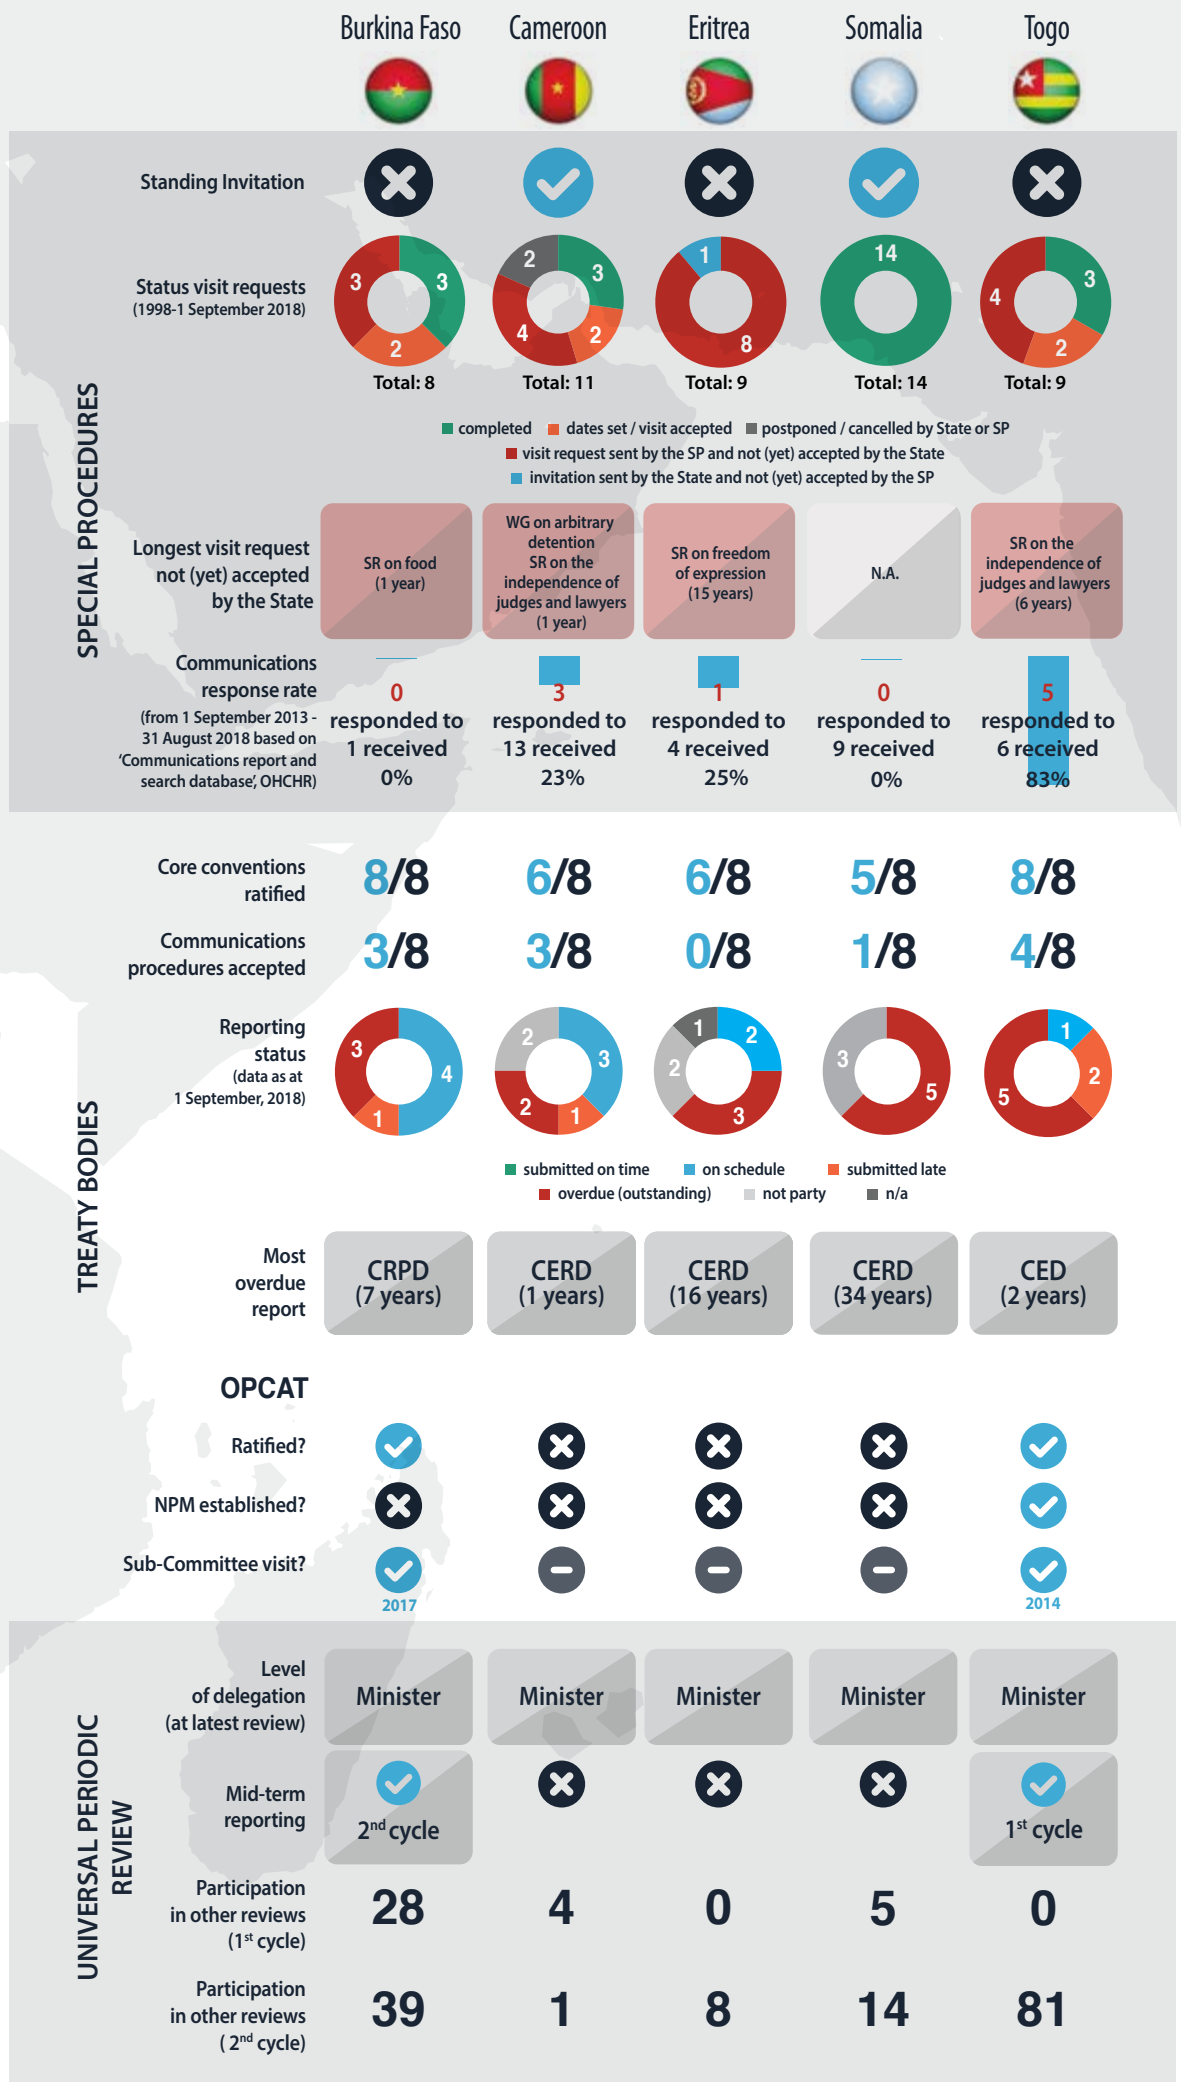 Burkina Faso Cameroon Eritrea Somalia Togo
SPECIAL PROCEDURES
Standing Invitation
Status visit requests
(1998-1 September 2018)
3 3 2
Total: 8
2 3 4 2
Total: 11
1 8
Total: 9
14
Total: 14
4 3 2
Total: 9
completed dates set / visit accepted postponed / cancelled by State or SP
visit request sent by the SP and not (yet) accepted by the State
invitation sent by the State and not (yet) accepted by the SP
Longest visit request
not (yet) accepted
by the State
SR on food
(1 year)
WG on arbitrary
detention
SR on the
independence of
judges and lawyers
(1 year)
SR on freedom
of expression
(15 years)
N.A.
SR on the
independence of
judges and lawyers
(6 years)
Communications
response rate
(from 1 September 2013 -
31 August 2018 based on
‘Communications report and
search database’, OHCHR)
0
responded to
1 received
0%
3
responded to
13 received
23%
1
responded to
4 received
25%
0
responded to
9 received
0%
5
responded to
6 received
83%
TREATY BODIES
Core conventions
ratified
8/8 6/8 6/8 5/8 8/8
Communications
procedures accepted
3/8 3/8 0/8 1/8 4/8
Reporting
status
(data as at
1 September, 2018)
3 4 1
2 3 2 1
1 2 2 3
3 5
1 2 5
submitted on time on schedule submitted late
overdue (outstanding) not party n/a
Most
overdue
report
CRPD
(7 years)
CERD
(1 years)
CERD
(16 years)
CERD
(34 years)
CED
(2 years)
OPCAT
Ratified?
NPM established?
Sub-Committee visit?
2017 2014
UNIVERSAL PERIODIC
REVIEW
Level
of delegation
(at latest review)
Minister Minister Minister Minister Minister
Mid-term
reporting
2nd cycle 1st cycle
Participation
in other reviews
(1st cycle)
28 4 0 5 0
Participation
in other reviews
( 2nd cycle)
39 1 8 14 81